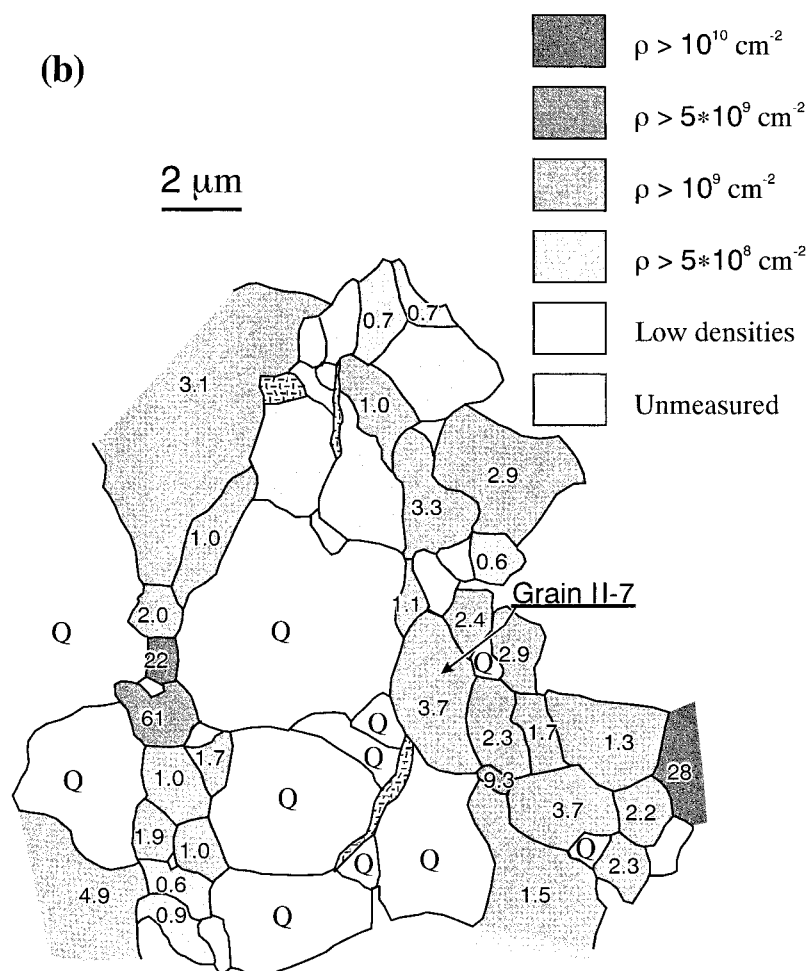 (b)
2 μm
ρ > 10¹⁰ cm⁻²
ρ > 5*10⁹ cm⁻²
ρ > 10⁹ cm⁻²
ρ > 5*10⁸ cm⁻²
Low densities
Unmeasured
0.7 0.7
3.1
1.0
2.9
3.3
1.0
0.6
1.1
Grain II-7
2.0 2.4
Q Q
22 Q 2.9
61 3.7 2.3 1.7 1.3
Q
1.7 Q
Q 1.0 Q 9.3 28
3.7 2.2
1.9 1.0 Q Q Q 2.3
4.9 0.6 1.5
0.9 Q